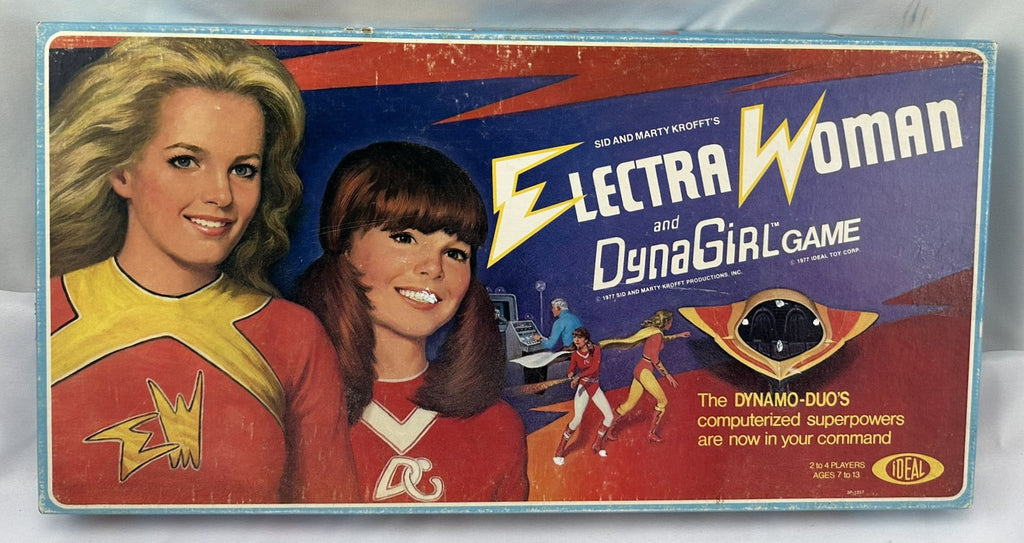 SID AND MARTY KROFFT'S
ELECTRA WOMAN
and
DynaGirL™ GAME
© 1977 SID AND MARTY KROFFT PRODUCTIONS, INC.
© 1977 IDEAL TOY CORP.
EW
DG
The DYNAMO-DUO'S
computerized superpowers
are now in your command
2 to 4 PLAYERS
AGES 7 to 13
IDEAL